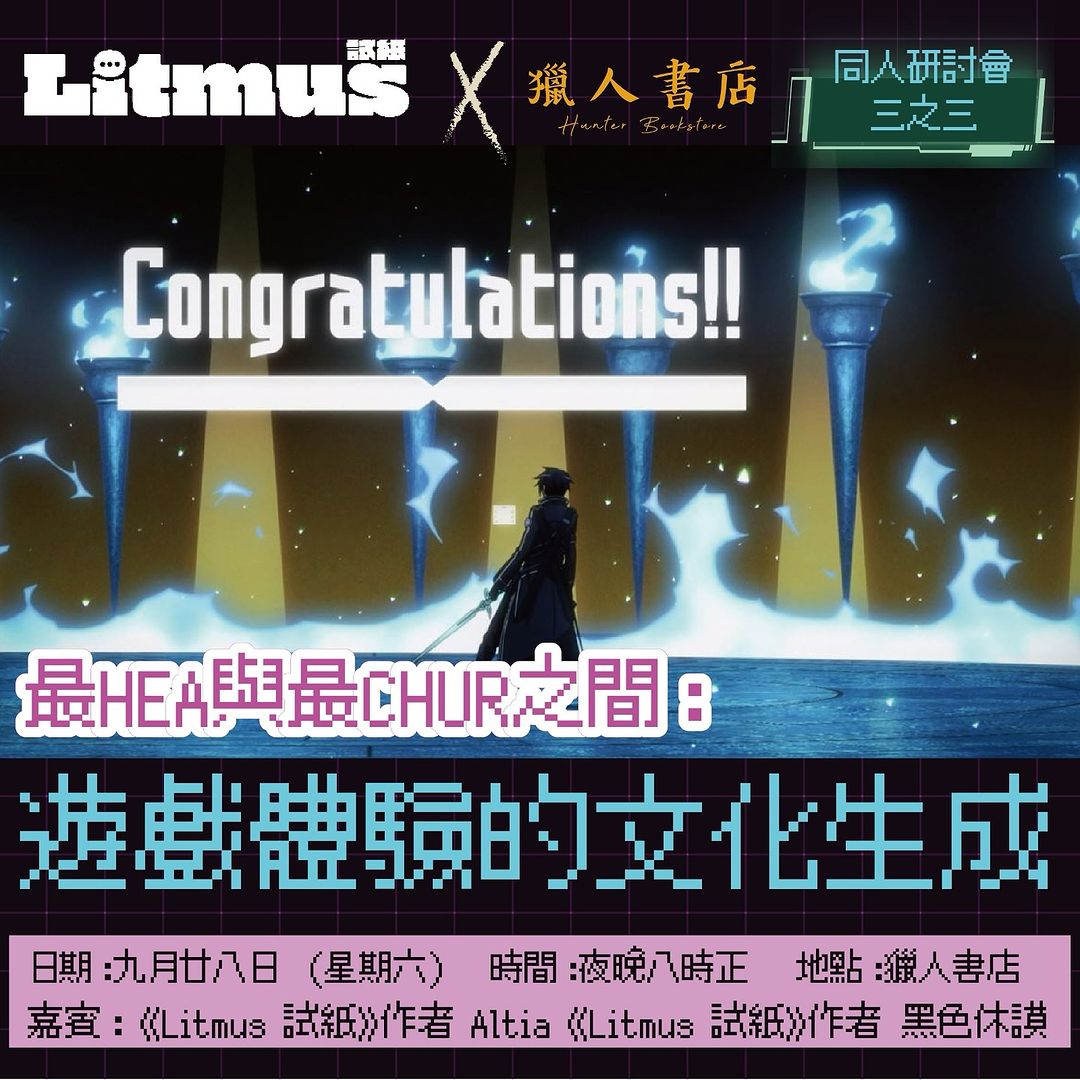 Litmus 試紙 X 獵人書店
Hunter Bookstore
同人研討會
三之三
Congratulations!!
最HEA與最CHUR之間：
遊戲體驗的文化生成
日期:九月廿八日 (星期六) 時間:夜晚八時正 地點:獵人書店
嘉賓：《Litmus 試紙》作者 Altia 《Litmus 試紙》作者 黑色休謨